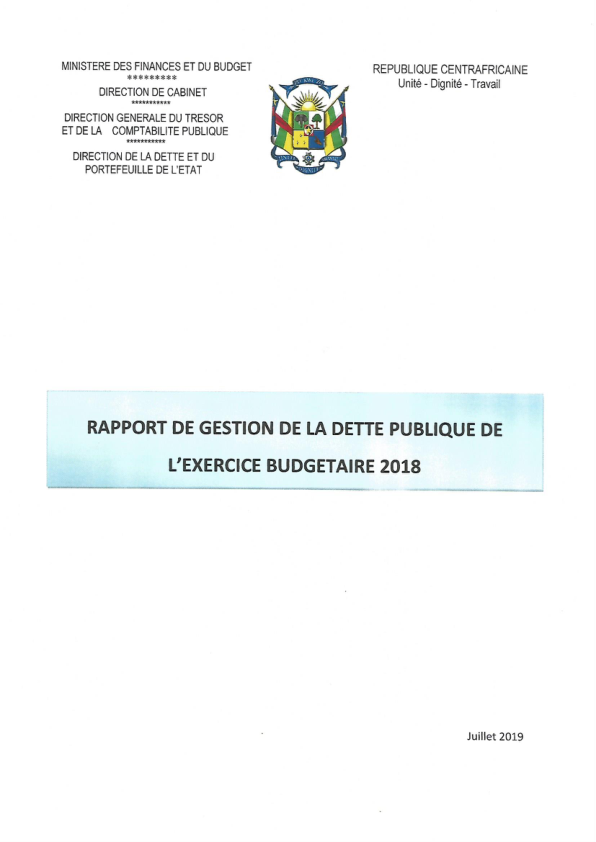 MINISTERE DES FINANCES ET DU BUDGET
*********
DIRECTION DE CABINET
***********
DIRECTION GENERALE DU TRESOR
ET DE LA COMPTABILITE PUBLIQUE
***********
DIRECTION DE LA DETTE ET DU
PORTEFEUILLE DE L'ETAT
REPUBLIQUE CENTRAFRICAINE
Unité - Dignité - Travail
RAPPORT DE GESTION DE LA DETTE PUBLIQUE DE
L'EXERCICE BUDGETAIRE 2018
Juillet 2019